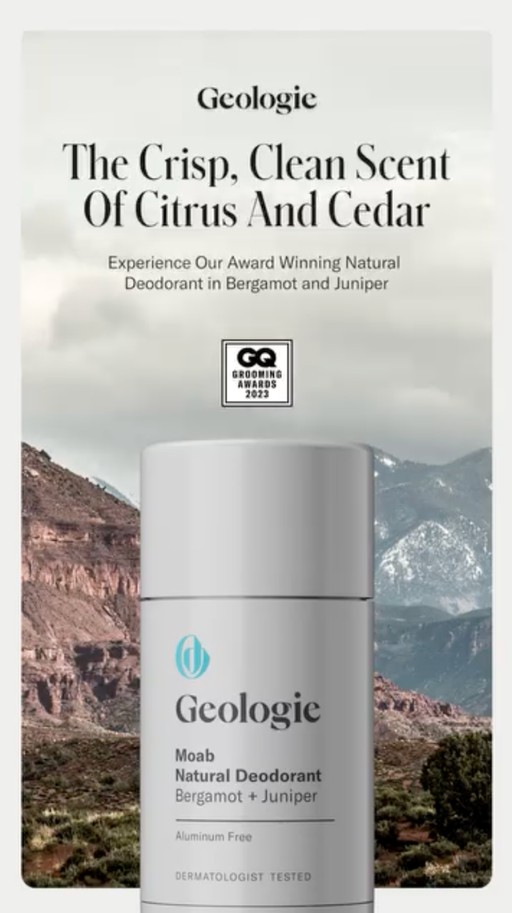 Geologie
The Crisp, Clean Scent
Of Citrus And Cedar
Experience Our Award Winning Natural
Deodorant in Bergamot and Juniper
GQ
GROOMING
AWARDS
2023
Geologie
Moab
Natural Deodorant
Bergamot + Juniper
Aluminum Free
DERMATOLOGIST TESTED